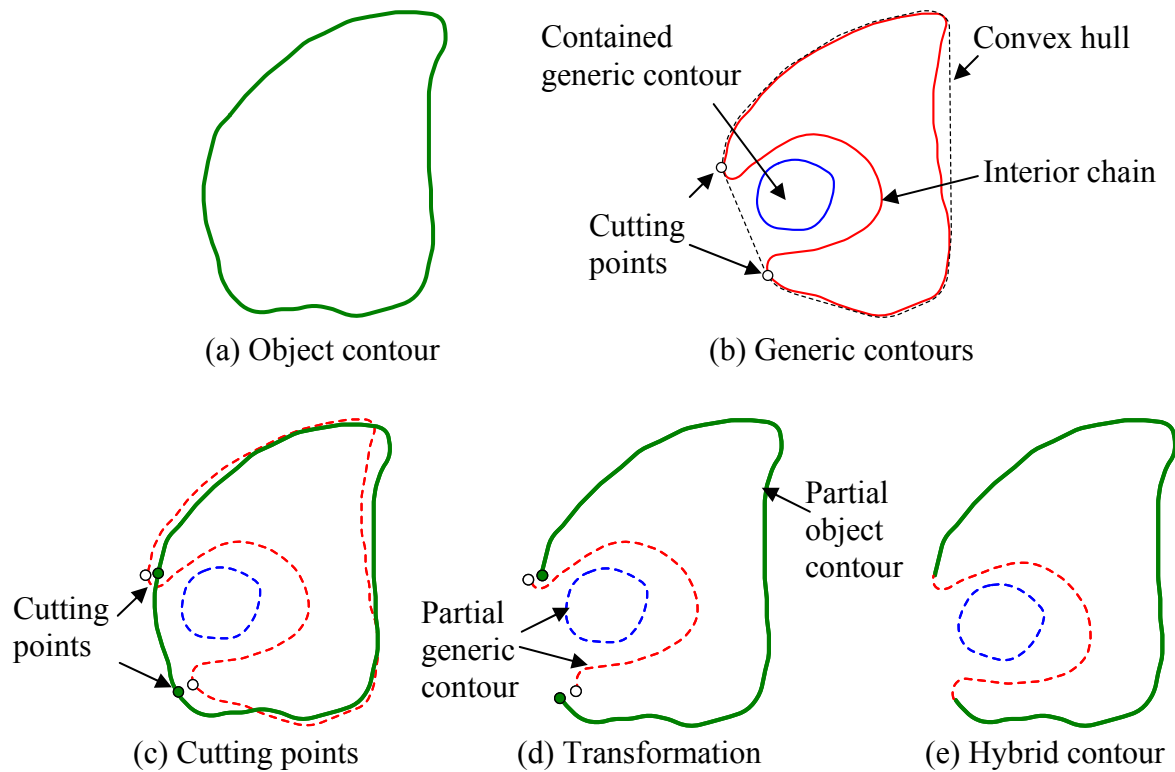 Contained
generic contour
Convex hull
Interior chain
Cutting
points
(a) Object contour
(b) Generic contours
Cutting
points
Partial
generic
contour
Partial
object
contour
(c) Cutting points
(d) Transformation
(e) Hybrid contour